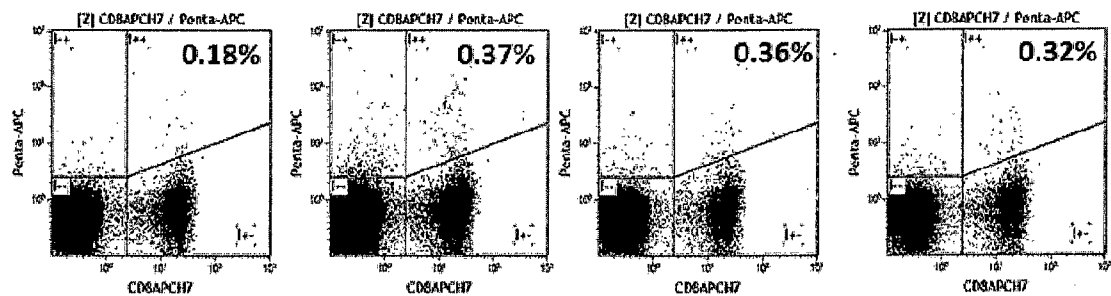 [Z] CD8APCH7 / Penta-APC
I-+ I++ 0.18%
Penta-APC
I--
I+-
CD8APCH7
[Z] CD8APCH7 / Penta-APC
I-+ I++ 0.37%
Penta-APC
I--
I+-
CD8APCH7
[Z] CD8APCH7 / Penta-APC
I-+ I++ 0.36%
Penta-APC
I--
I+-
CD8APCH7
[Z] CD8APCH7 / Penta-APC
I-+ I++ 0.32%
Penta-APC
I--
I+-
CD8APCH7